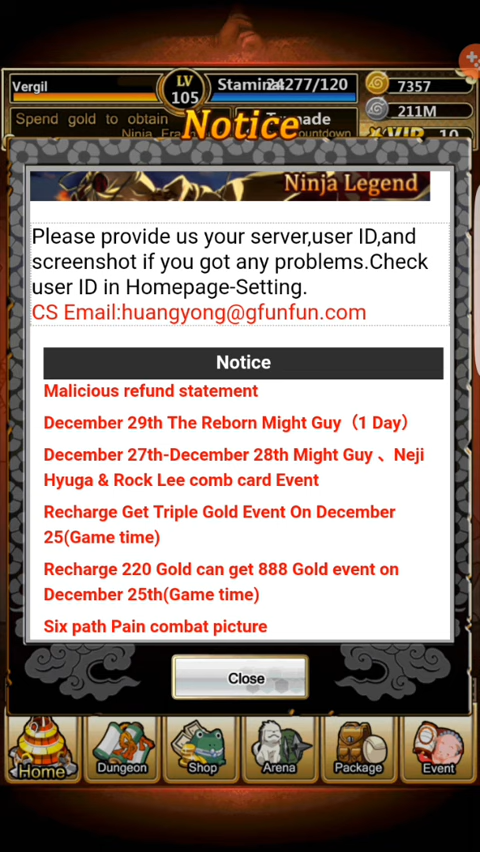 Vergil
LV
105
Stamina
24277/120
7357
211M
Spend gold to obtain
VIP 10
Notice
Ninja Legend
Please provide us your server,user ID,and
screenshot if you got any problems.Check
user ID in Homepage-Setting.
CS Email:huangyong@gfunfun.com
Notice
Malicious refund statement
December 29th The Reborn Might Guy（1 Day）
December 27th-December 28th Might Guy 、Neji
Hyuga & Rock Lee comb card Event
Recharge Get Triple Gold Event On December
25(Game time)
Recharge 220 Gold can get 888 Gold event on
December 25th(Game time)
Six path Pain combat picture
Close
Home
Dungeon
Shop
Arena
Package
Event